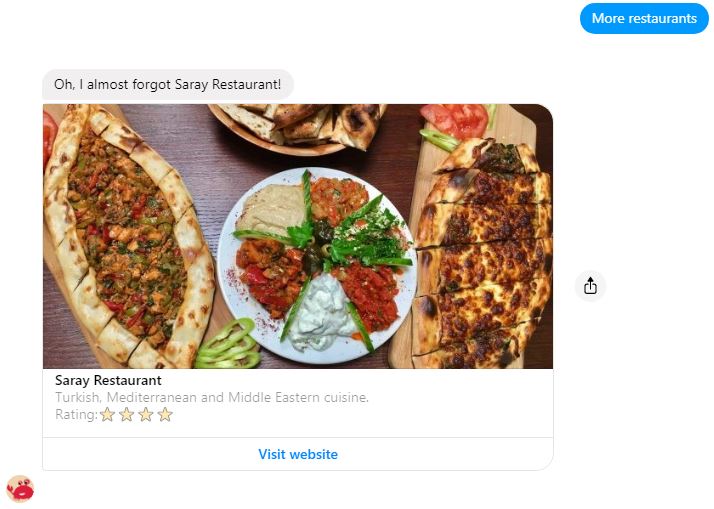 More restaurants
Oh, I almost forgot Saray Restaurant!
Saray Restaurant
Turkish, Mediterranean and Middle Eastern cuisine.
Rating:⭐⭐⭐⭐
Visit website